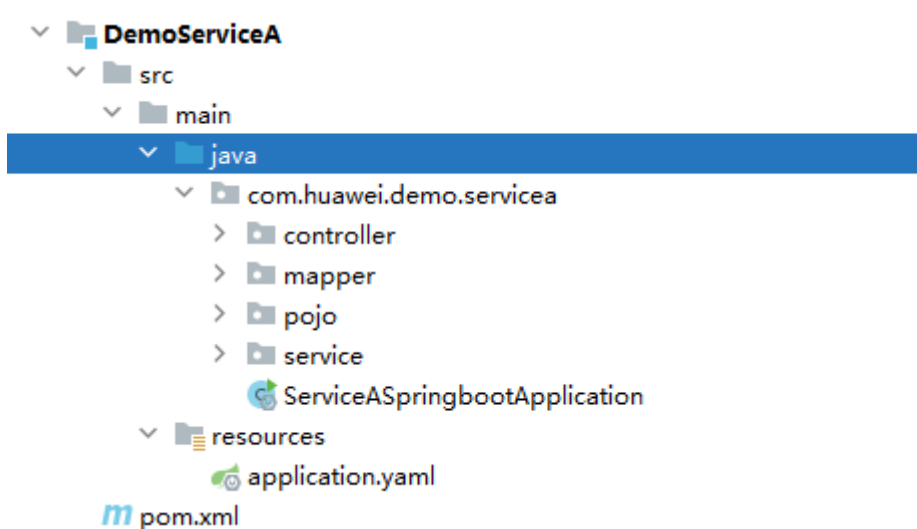 DemoServiceA
src
main
java
com.huawei.demo.servicea
controller
mapper
pojo
service
ServiceASpringbootApplication
resources
application.yaml
pom.xml